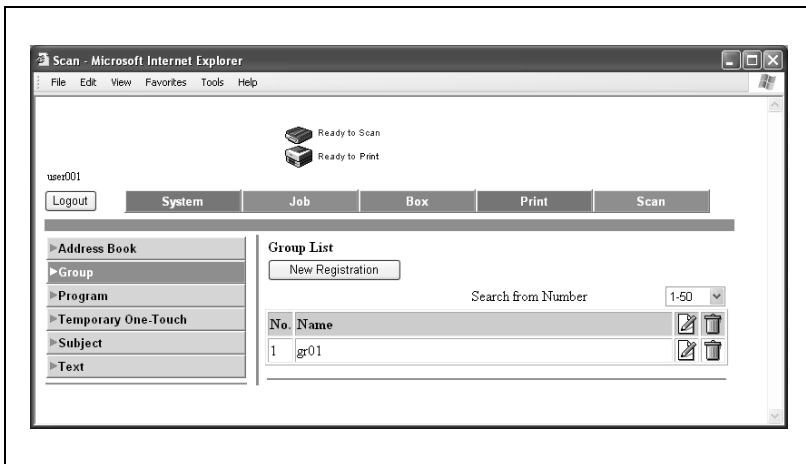 Scan - Microsoft Internet Explorer
File Edit View Favorites Tools Help
Ready to Scan
Ready to Print
user001
Logout System Job Box Print Scan
Address Book
Group
Program
Temporary One-Touch
Subject
Text
Group List
New Registration
Search from Number 1-50
No. Name
1 gr01